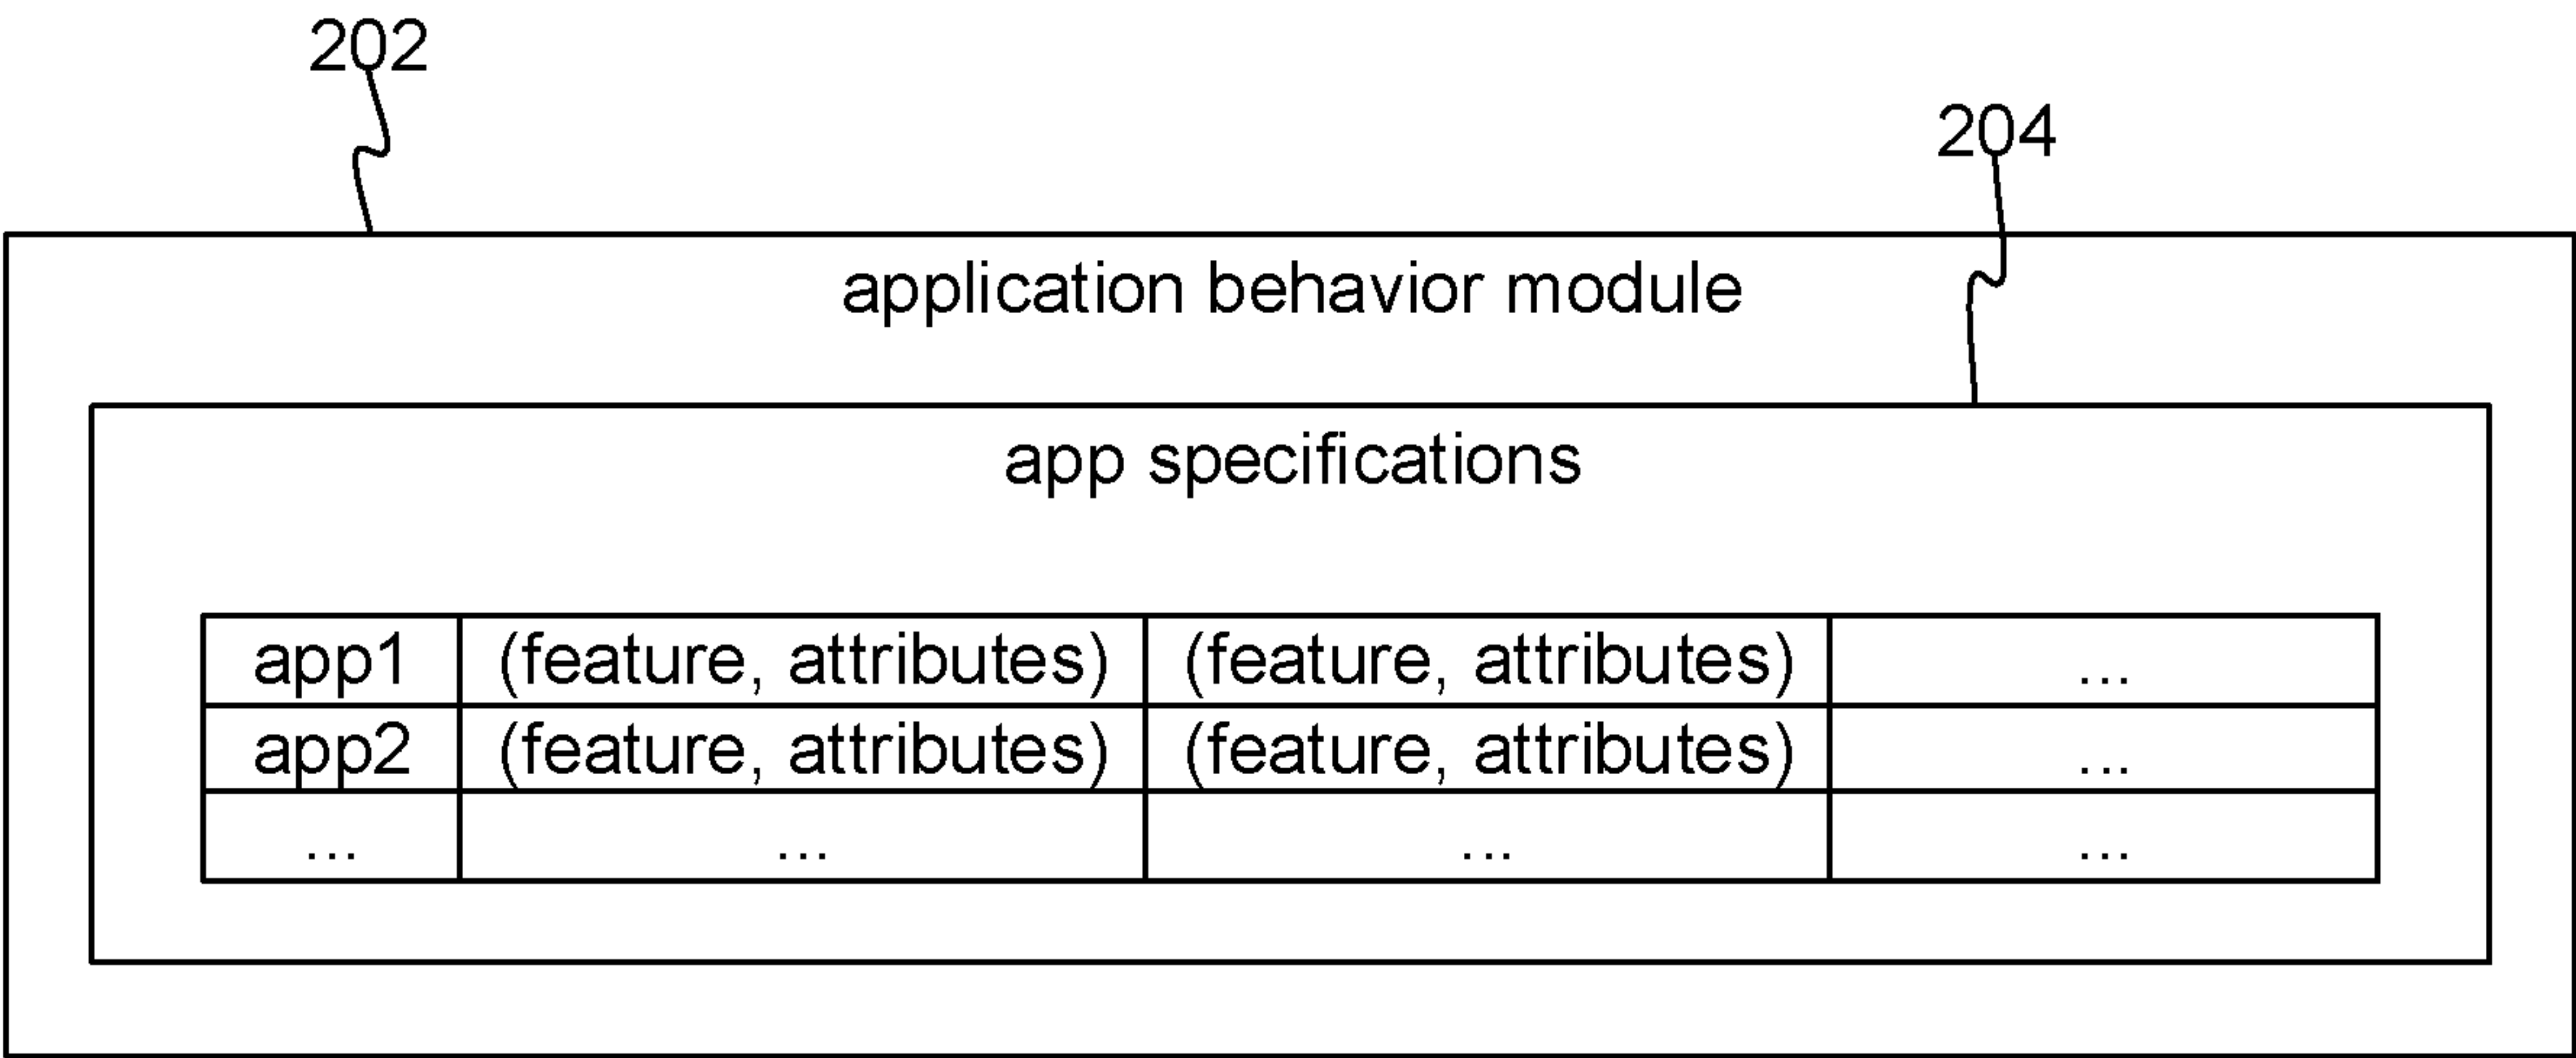 202
204
application behavior module
app specifications
app1 (feature, attributes) (feature, attributes) ...
app2 (feature, attributes) (feature, attributes) ...
... ... ... ...